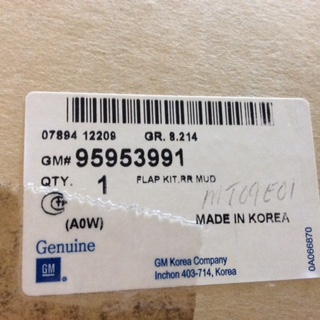 07894 12209 GR. 8.214
GM# 95953991
QTY. 1 FLAP KIT,RR MUD
MT09E01
(A0W) MADE IN KOREA
Genuine
GM
GM Korea Company
Inchon 403-714, Korea
0A066870